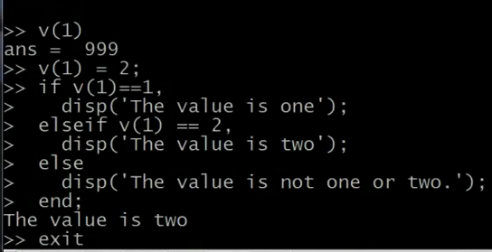 >> v(1)
ans =  999
>> v(1) = 2;
>> if v(1)==1,
>    disp('The value is one');
>  elseif v(1) == 2,
>    disp('The value is two');
>  else
>    disp('The value is not one or two.');
>  end;
The value is two
>> exit